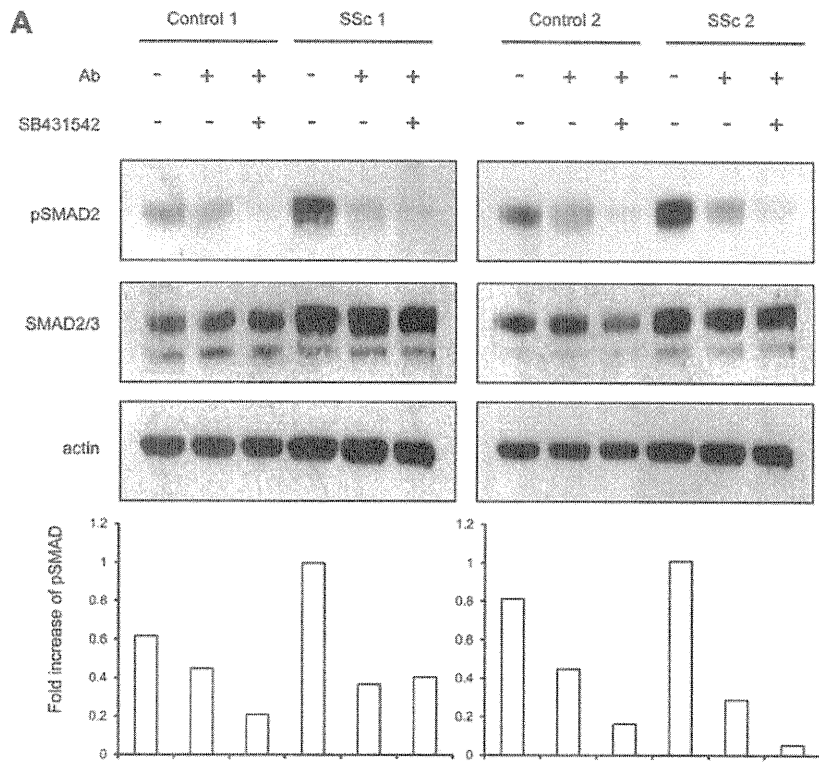 A
Control 1 SSc 1 Control 2 SSc 2
Ab - + + - + + - + + - + +
SB431542 - - + - - + - - + - - +
pSMAD2
SMAD2/3
actin
Fold increase of pSMAD
1.2 1.2
1 1
0.8 0.8
0.6 0.6
0.4 0.4
0.2 0.2
0 0